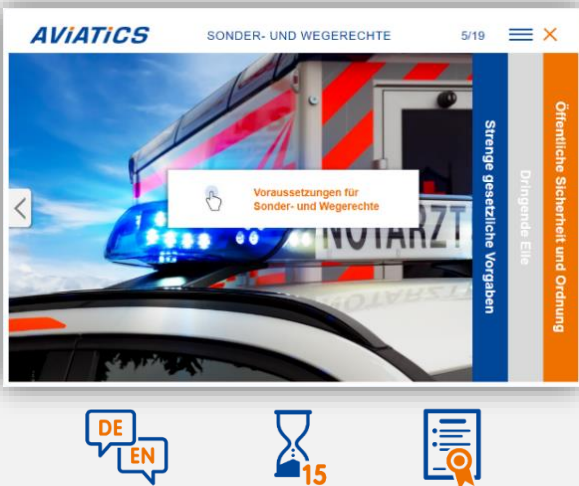 AVIATICS
SONDER- UND WEGERECHTE
5/19
Voraussetzungen für
Sonder- und Wegerechte
NOTARZT
NOTARZT
Strenge gesetzliche Vorgaben
Dringende Eile
Öffentliche Sicherheit und Ordnung
DE
EN
15